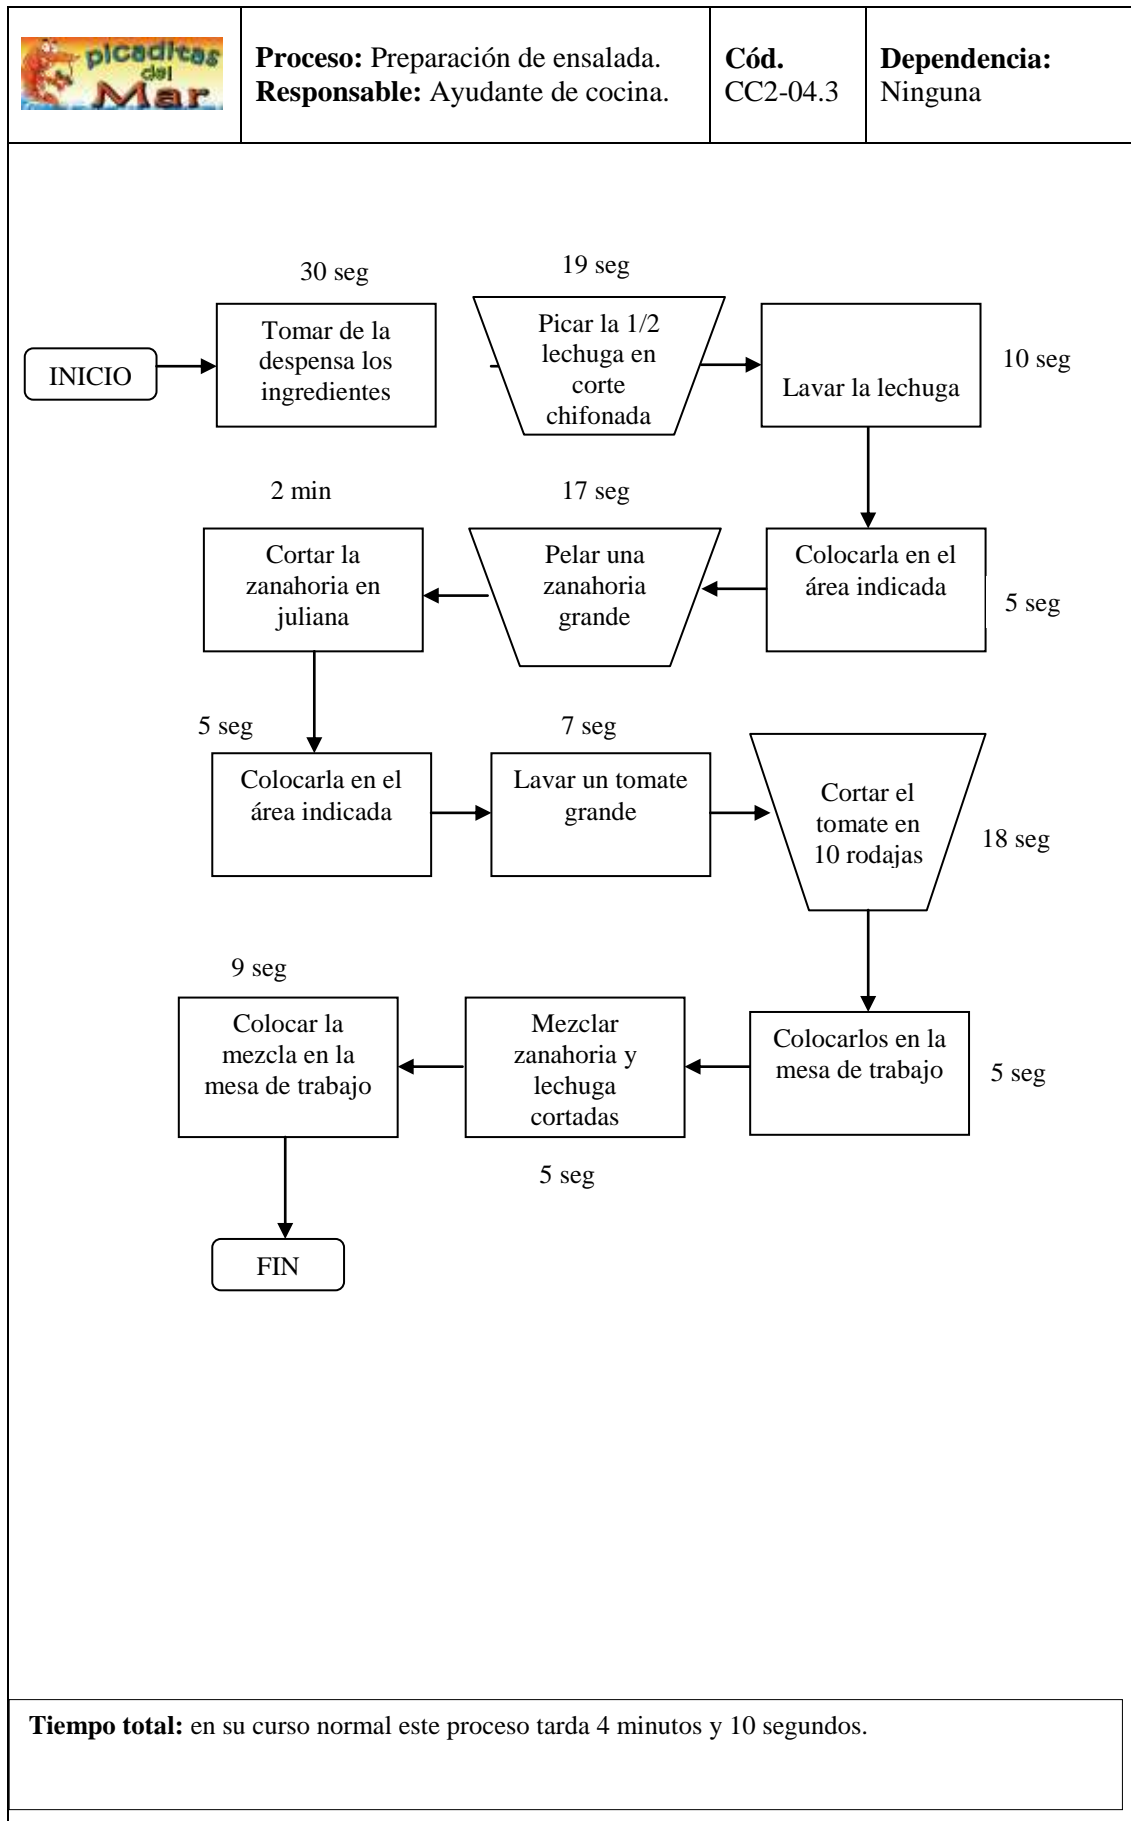 picaditas
del
Mar
Proceso: Preparación de ensalada.
Responsable: Ayudante de cocina.
Cód.
CC2-04.3
Dependencia:
Ninguna
30 seg
19 seg
INICIO
Tomar de la
despensa los
ingredientes
Picar la 1/2
lechuga en
corte
chifonada
Lavar la lechuga
10 seg
2 min
17 seg
Cortar la
zanahoria en
juliana
Pelar una
zanahoria
grande
Colocarla en el
área indicada
5 seg
5 seg
7 seg
Colocarla en el
área indicada
Lavar un tomate
grande
Cortar el
tomate en
10 rodajas
18 seg
9 seg
Colocar la
mezcla en la
mesa de trabajo
Mezclar
zanahoria y
lechuga
cortadas
Colocarlos en la
mesa de trabajo
5 seg
5 seg
FIN
Tiempo total: en su curso normal este proceso tarda 4 minutos y 10 segundos.